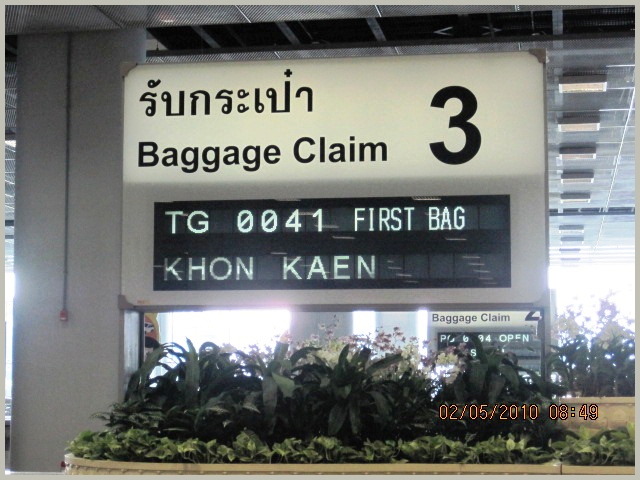 รับกระเป๋า
Baggage Claim
3
TG 0041 FIRST BAG
KHON KAEN
Baggage Claim 4
OPEN
02/05/2010 08:49